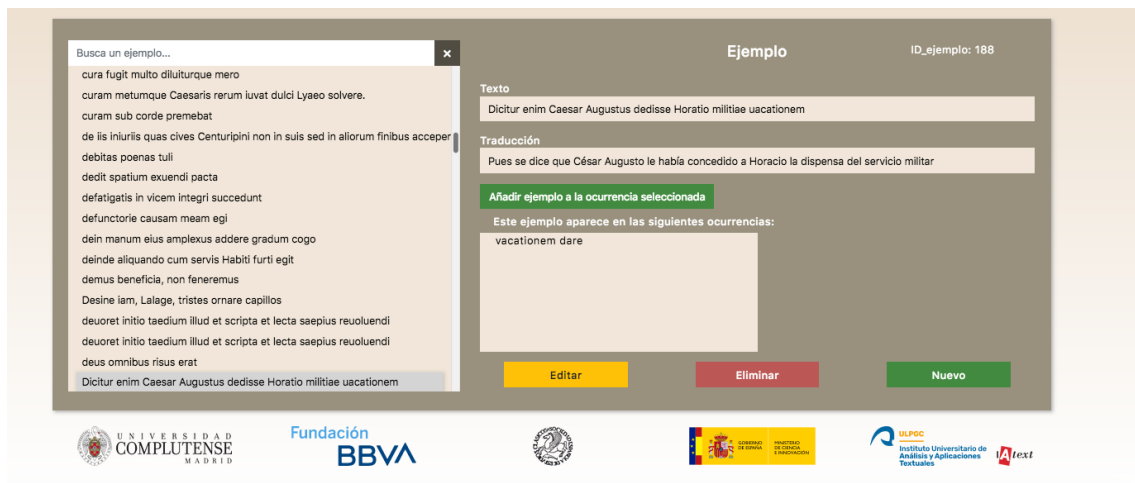 Busca un ejemplo...
×
cura fugit multo diluiturque mero
curam metumque Caesaris rerum iuvat dulci Lyaeo solvere.
curam sub corde premebat
de iis iniuriis quas cives Centuripini non in suis sed in aliorum finibus acceper
debitas poenas tuli
dedit spatium exuendi pacta
defatigatis in vicem integri succedunt
defunctorie causam meam egi
dein manum eius amplexus addere gradum cogo
deinde aliquando cum servis Habiti furti egit
demus beneficia, non feneremus
Desine iam, Lalage, tristes ornare capillos
deuoret initio taedium illud et scripta et lecta saepius reuoluendi
deuoret initio taedium illud et scripta et lecta saepius reuoluendi
deus omnibus risus erat
Dicitur enim Caesar Augustus dedisse Horatio militiae uacationem
Ejemplo
ID_ejemplo: 188
Texto
Dicitur enim Caesar Augustus dedisse Horatio militiae uacationem
Traducción
Pues se dice que César Augusto le había concedido a Horacio la dispensa del servicio militar
Añadir ejemplo a la ocurrencia seleccionada
Este ejemplo aparece en las siguientes ocurrencias:
vacationem dare
Editar
Eliminar
Nuevo
UNIVERSIDAD
COMPLUTENSE
MADRID
Fundación
BBVA
GOBIERNO
DE ESPAÑA
MINISTERIO
DE CIENCIA
E INNOVACIÓN
ULPGC
Instituto Universitario de
Análisis y Aplicaciones
Textuales
IAtext